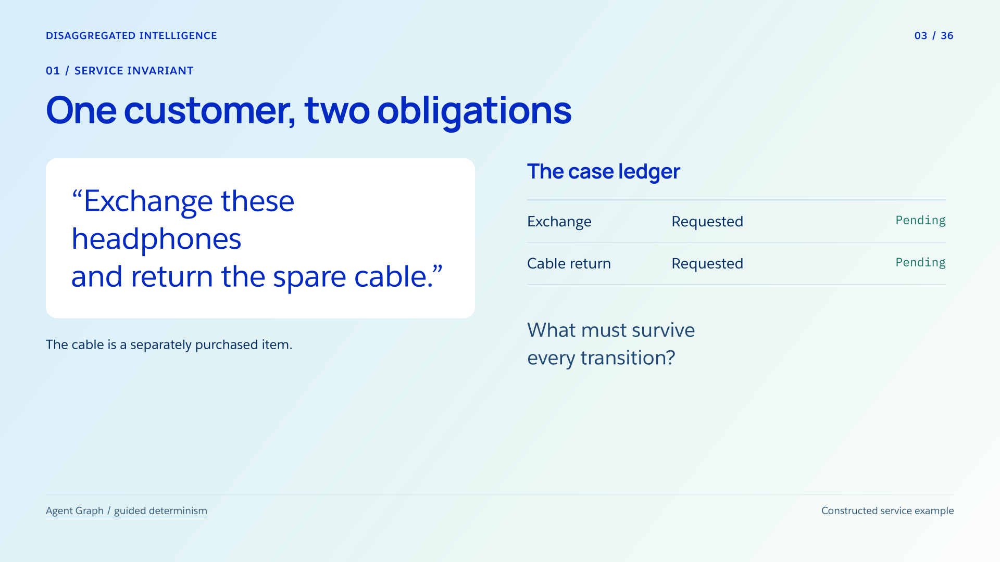 DISAGGREGATED INTELLIGENCE
03 / 36
01 / SERVICE INVARIANT
One customer, two obligations
“Exchange these
headphones
and return the spare cable.”
The cable is a separately purchased item.
The case ledger
Exchange Requested Pending
Cable return Requested Pending
What must survive
every transition?
Agent Graph / guided determinism
Constructed service example